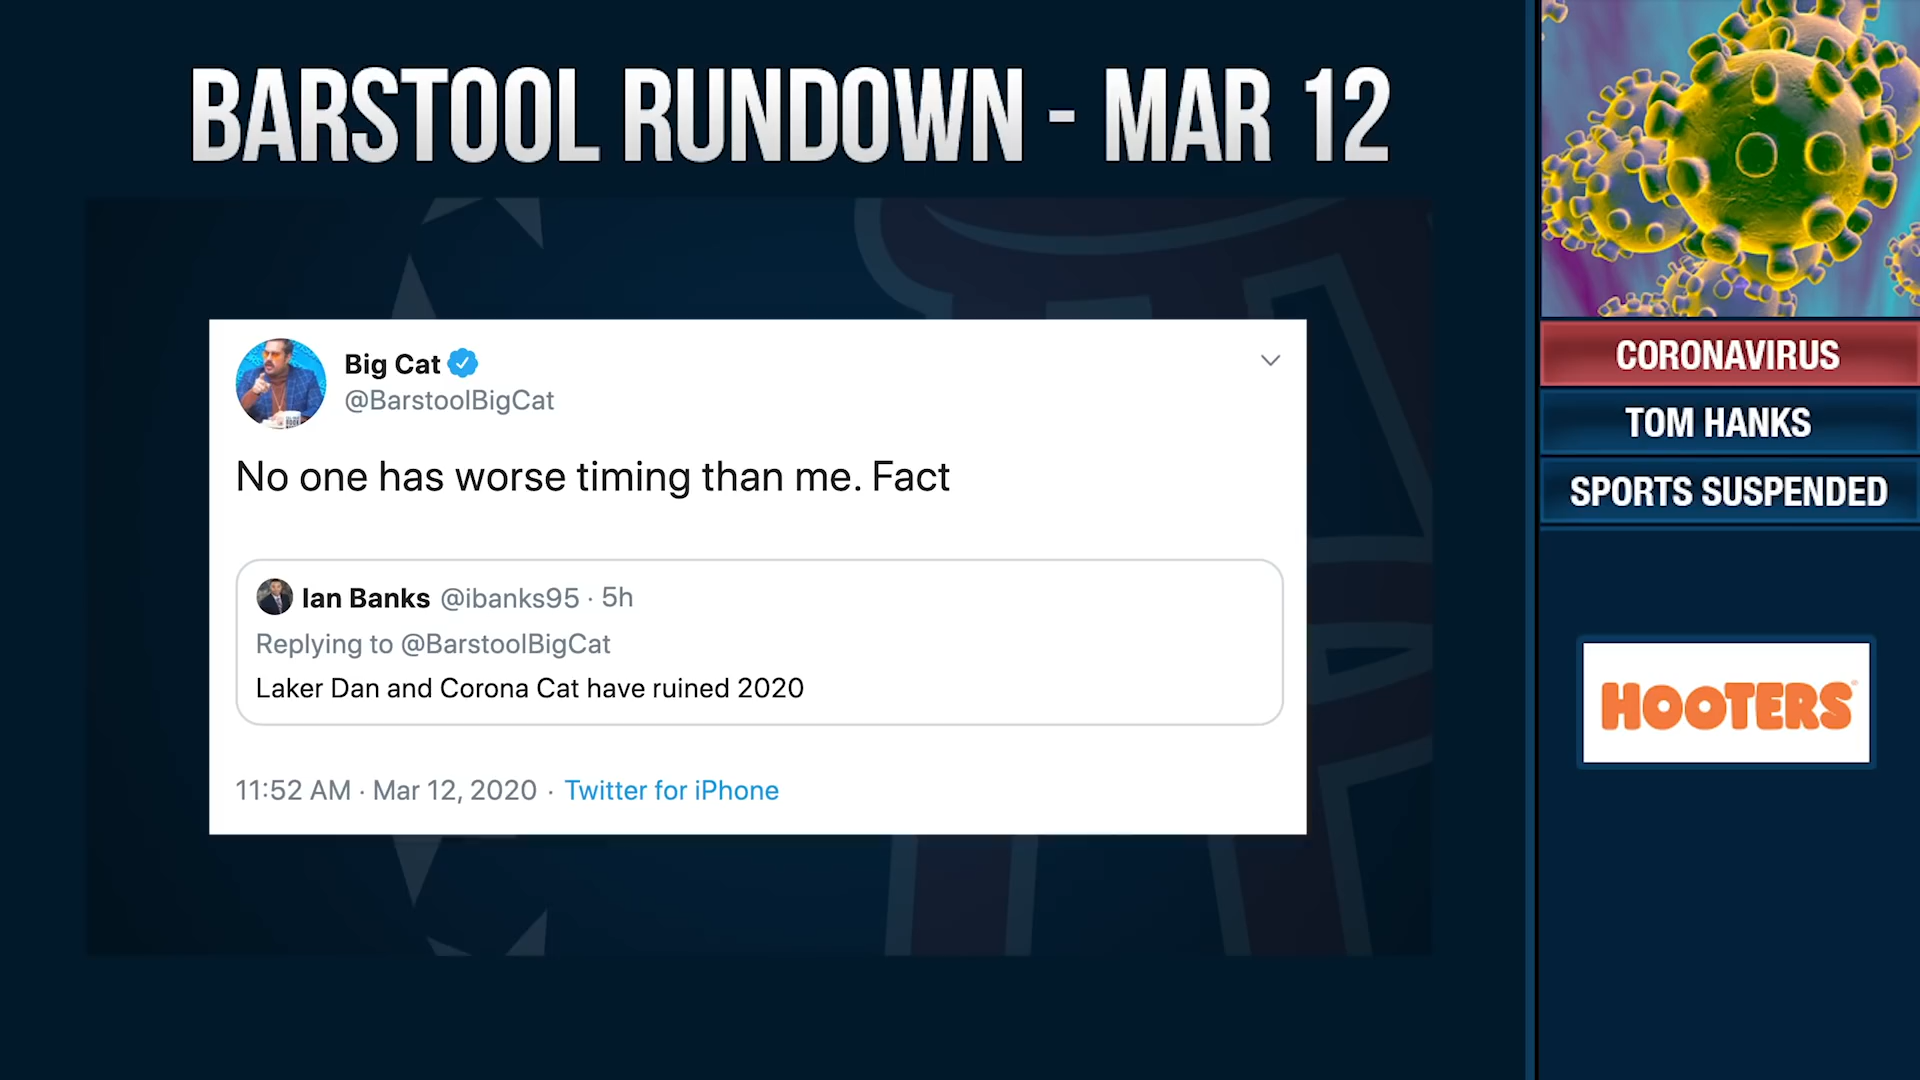 BARSTOOL RUNDOWN - MAR 12
Big Cat
@BarstoolBigCat
No one has worse timing than me. Fact
Ian Banks @ibanks95 · 5h
Replying to @BarstoolBigCat
Laker Dan and Corona Cat have ruined 2020
11:52 AM · Mar 12, 2020 · Twitter for iPhone
CORONAVIRUS
TOM HANKS
SPORTS SUSPENDED
HOOTERS